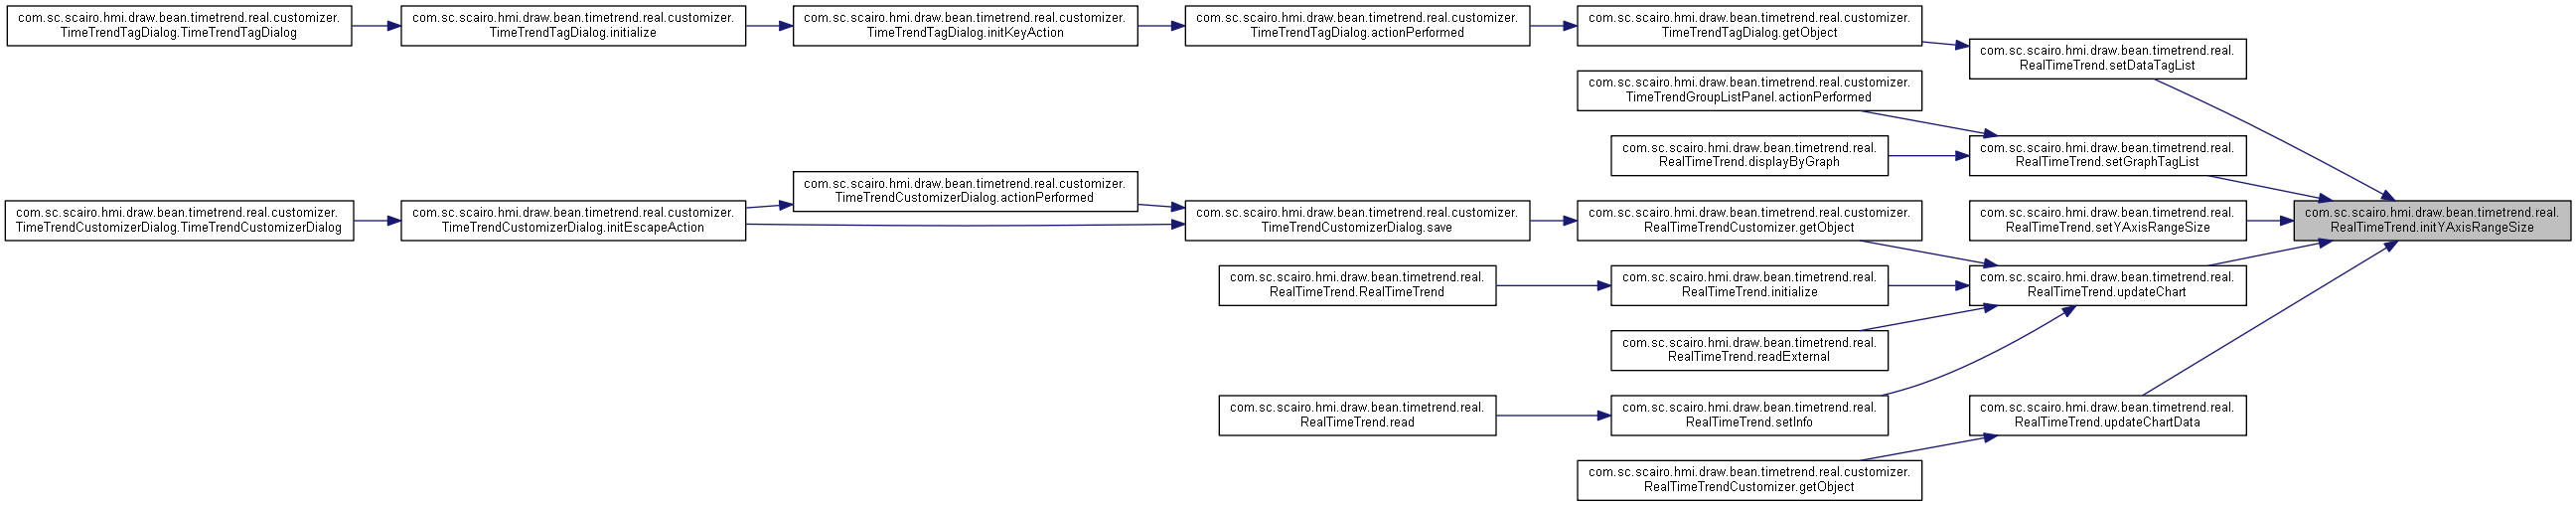 com.sc.scairo.hmi.draw.bean.timetrend.real.customizer.
TimeTrendTagDialog.TimeTrendTagDialog
com.sc.scairo.hmi.draw.bean.timetrend.real.customizer.
TimeTrendTagDialog.initialize
com.sc.scairo.hmi.draw.bean.timetrend.real.customizer.
TimeTrendTagDialog.initKeyAction
com.sc.scairo.hmi.draw.bean.timetrend.real.customizer.
TimeTrendTagDialog.actionPerformed
com.sc.scairo.hmi.draw.bean.timetrend.real.customizer.
TimeTrendTagDialog.getObject
com.sc.scairo.hmi.draw.bean.timetrend.real.
RealTimeTrend.setDataTagList
com.sc.scairo.hmi.draw.bean.timetrend.real.customizer.
TimeTrendGroupListPanel.actionPerformed
com.sc.scairo.hmi.draw.bean.timetrend.real.
RealTimeTrend.displayByGraph
com.sc.scairo.hmi.draw.bean.timetrend.real.
RealTimeTrend.setGraphTagList
com.sc.scairo.hmi.draw.bean.timetrend.real.customizer.
TimeTrendCustomizerDialog.actionPerformed
com.sc.scairo.hmi.draw.bean.timetrend.real.customizer.
TimeTrendCustomizerDialog.TimeTrendCustomizerDialog
com.sc.scairo.hmi.draw.bean.timetrend.real.customizer.
TimeTrendCustomizerDialog.initEscapeAction
com.sc.scairo.hmi.draw.bean.timetrend.real.customizer.
TimeTrendCustomizerDialog.save
com.sc.scairo.hmi.draw.bean.timetrend.real.customizer.
RealTimeTrendCustomizer.getObject
com.sc.scairo.hmi.draw.bean.timetrend.real.
RealTimeTrend.setYAxisRangeSize
com.sc.scairo.hmi.draw.bean.timetrend.real.
RealTimeTrend.initYAxisRangeSize
com.sc.scairo.hmi.draw.bean.timetrend.real.
RealTimeTrend.RealTimeTrend
com.sc.scairo.hmi.draw.bean.timetrend.real.
RealTimeTrend.initialize
com.sc.scairo.hmi.draw.bean.timetrend.real.
RealTimeTrend.updateChart
com.sc.scairo.hmi.draw.bean.timetrend.real.
RealTimeTrend.readExternal
com.sc.scairo.hmi.draw.bean.timetrend.real.
RealTimeTrend.read
com.sc.scairo.hmi.draw.bean.timetrend.real.
RealTimeTrend.setInfo
com.sc.scairo.hmi.draw.bean.timetrend.real.
RealTimeTrend.updateChartData
com.sc.scairo.hmi.draw.bean.timetrend.real.customizer.
RealTimeTrendCustomizer.getObject